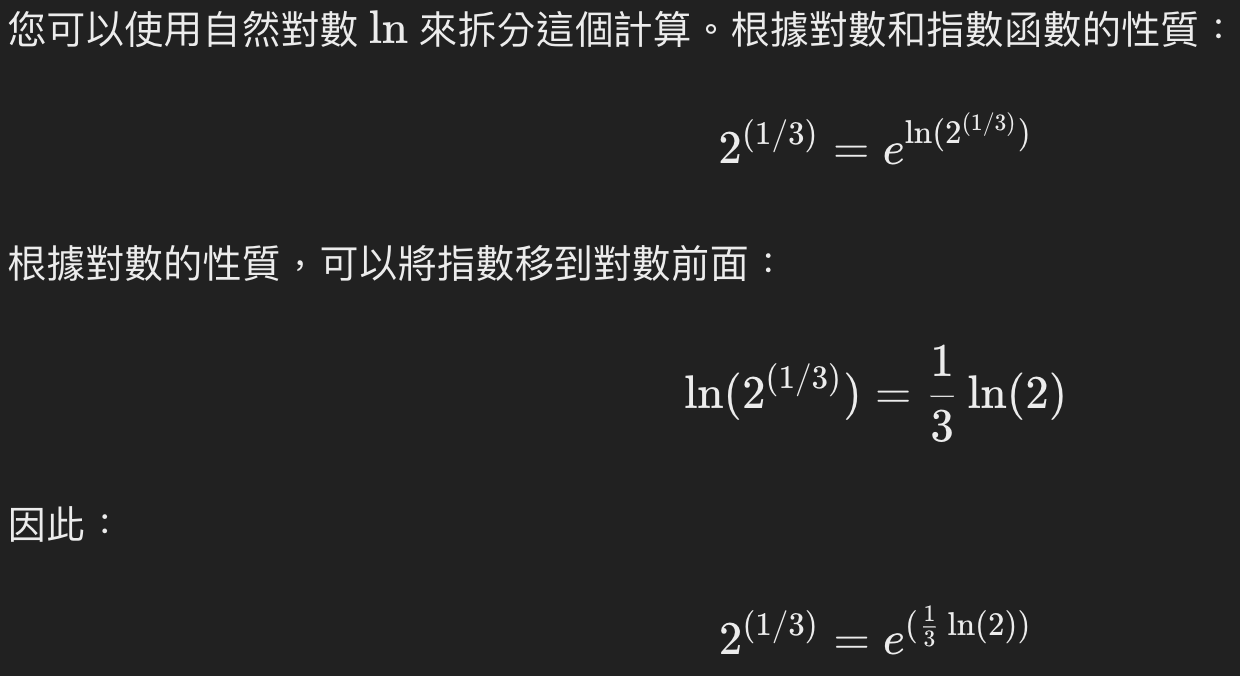 您可以使用自然對數 ln 來拆分這個計算。根據對數和指數函數的性質：
2^(1/3) = e^ln(2^(1/3))
根據對數的性質，可以將指數移到對數前面：
ln(2^(1/3)) = 1/3 ln(2)
因此：
2^(1/3) = e^(1/3 ln(2))